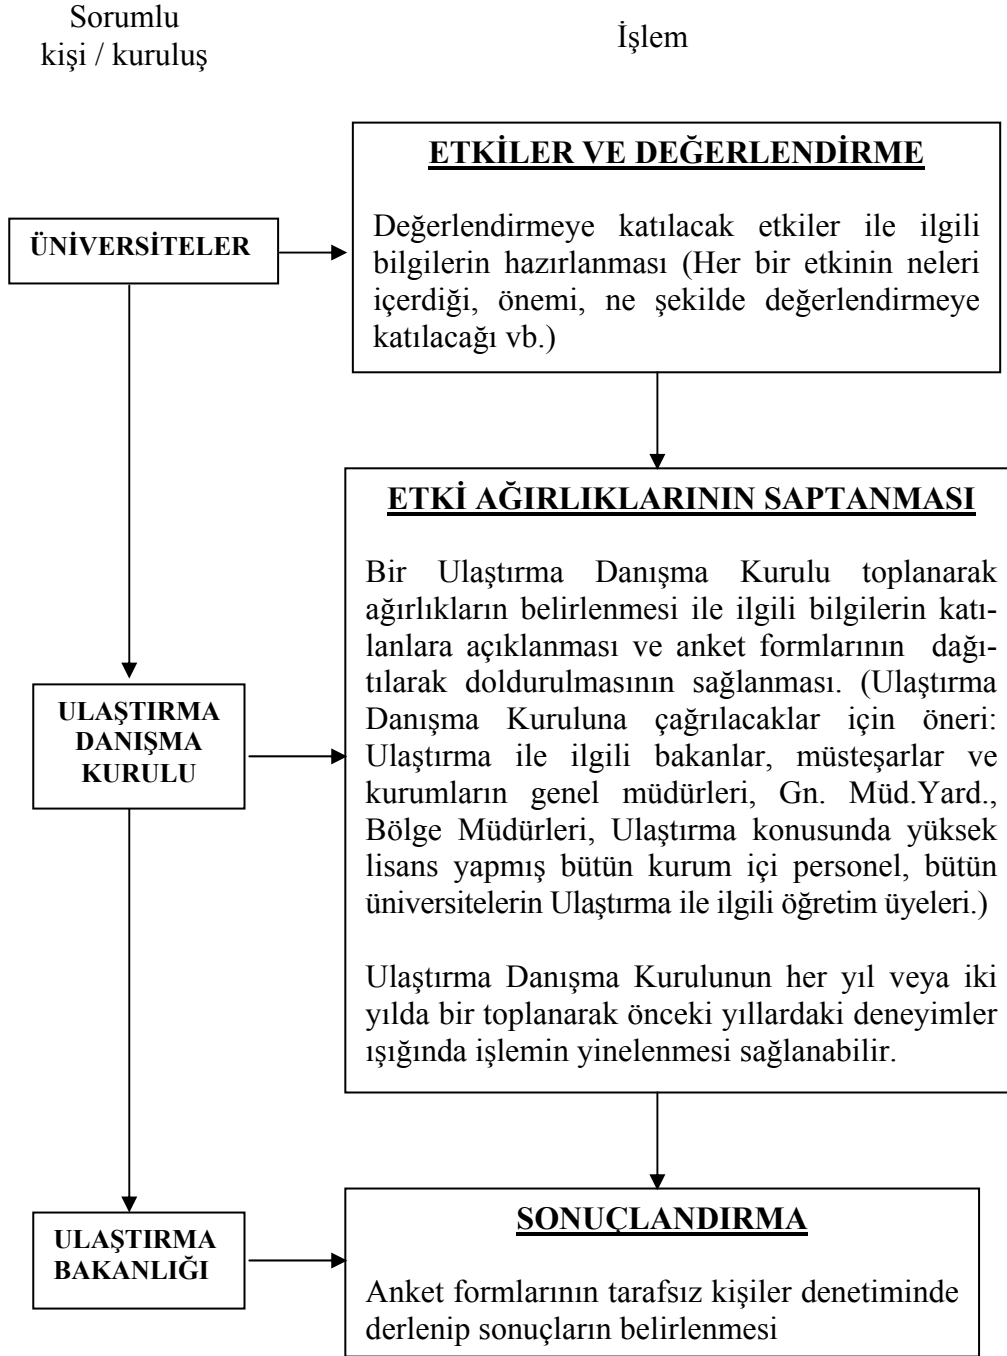 Sorumlu
kişi / kuruluş
İşlem
ETKİLER VE DEĞERLENDİRME
ÜNİVERSİTELER
Değerlendirmeye katılacak etkiler ile ilgili
bilgilerin hazırlanması (Her bir etkinin neleri
içerdiği, önemi, ne şekilde değerlendirmeye
katılacağı vb.)
ETKİ AĞIRLIKLARININ SAPTANMASI
ULAŞTIRMA
DANIŞMA
KURULU
Bir Ulaştırma Danışma Kurulu toplanarak
ağırlıkların belirlenmesi ile ilgili bilgilerin katı-
lanlara açıklanması ve anket formlarının dağı-
tılarak doldurulmasının sağlanması. (Ulaştırma
Danışma Kuruluna çağrılacaklar için öneri:
Ulaştırma ile ilgili bakanlar, müsteşarlar ve
kurumların genel müdürleri, Gn. Müd.Yard.,
Bölge Müdürleri, Ulaştırma konusunda yüksek
lisans yapmış bütün kurum içi personel, bütün
üniversitelerin Ulaştırma ile ilgili öğretim üyeleri.)
Ulaştırma Danışma Kurulunun her yıl veya iki
yılda bir toplanarak önceki yıllardaki deneyimler
ışığında işlemin yinelenmesi sağlanabilir.
ULAŞTIRMA
BAKANLIĞI
SONUÇLANDIRMA
Anket formlarının tarafsız kişiler denetiminde
derlenip sonuçların belirlenmesi